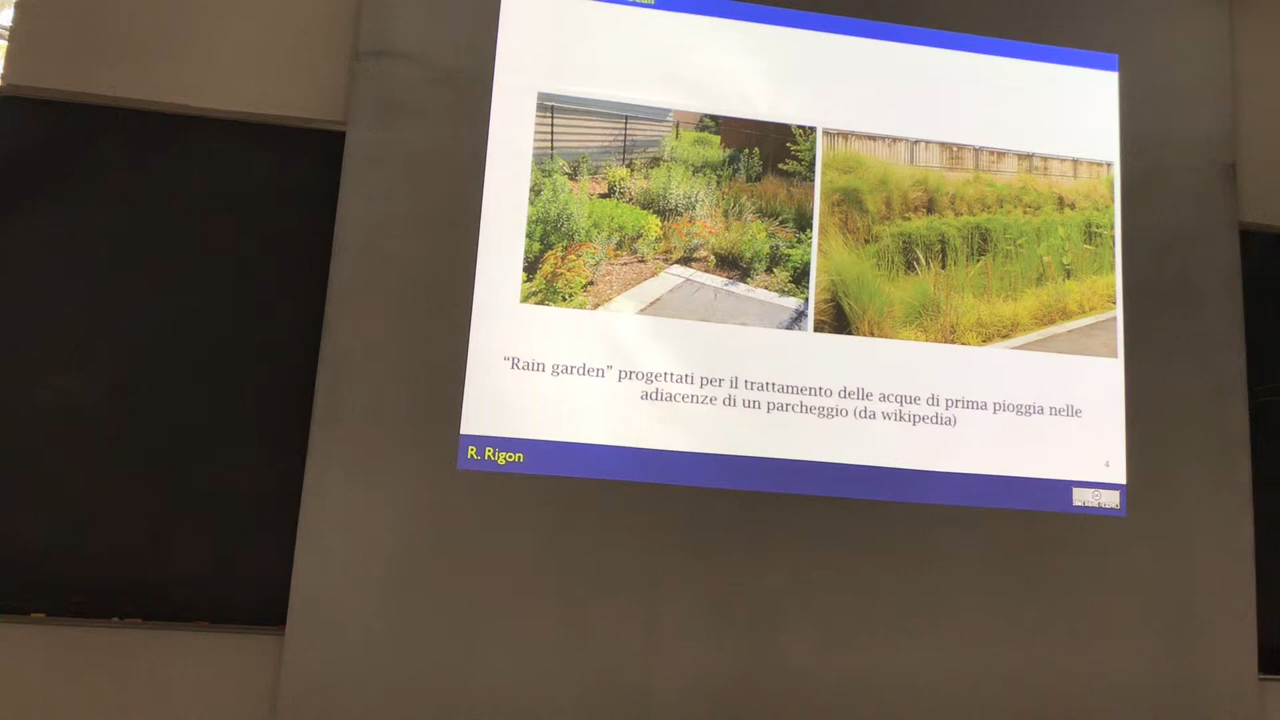 “Rain garden” progettati per il trattamento delle acque di prima pioggia nelle
adiacenze di un parcheggio (da wikipedia)
R. Rigon
4